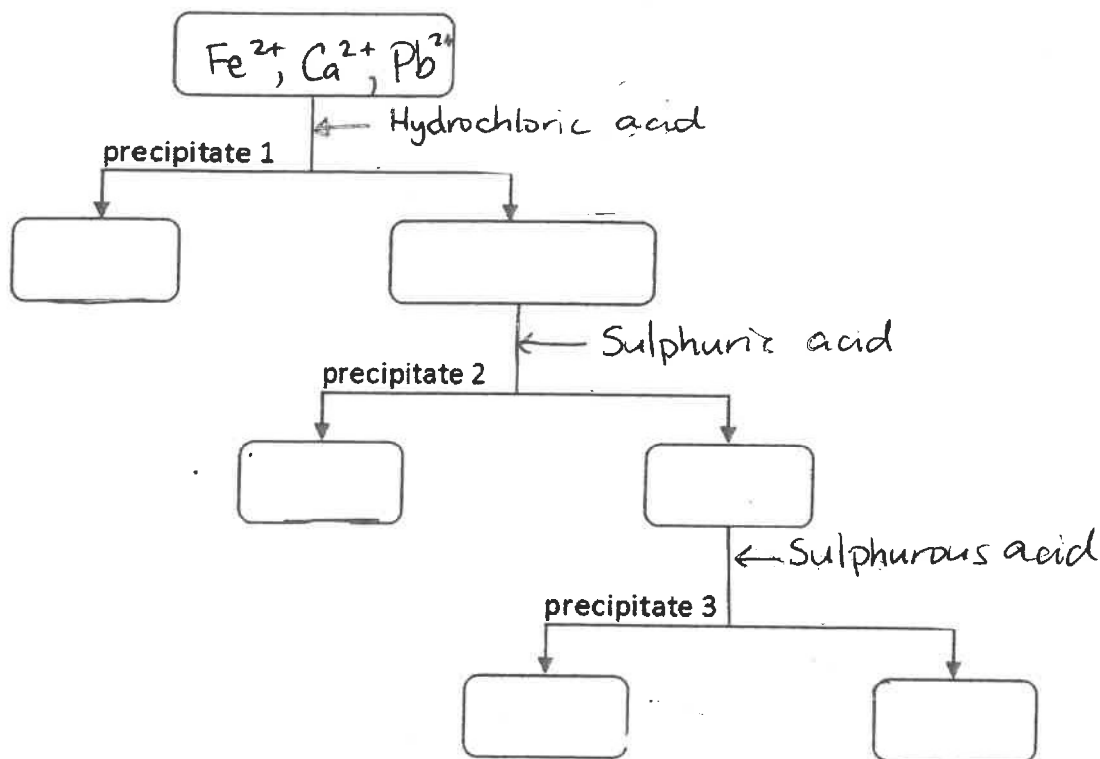 Fe²⁺, Ca²⁺, Pb²⁺
Hydrochloric acid
precipitate 1
Sulphuric acid
precipitate 2
Sulphurous acid
precipitate 3